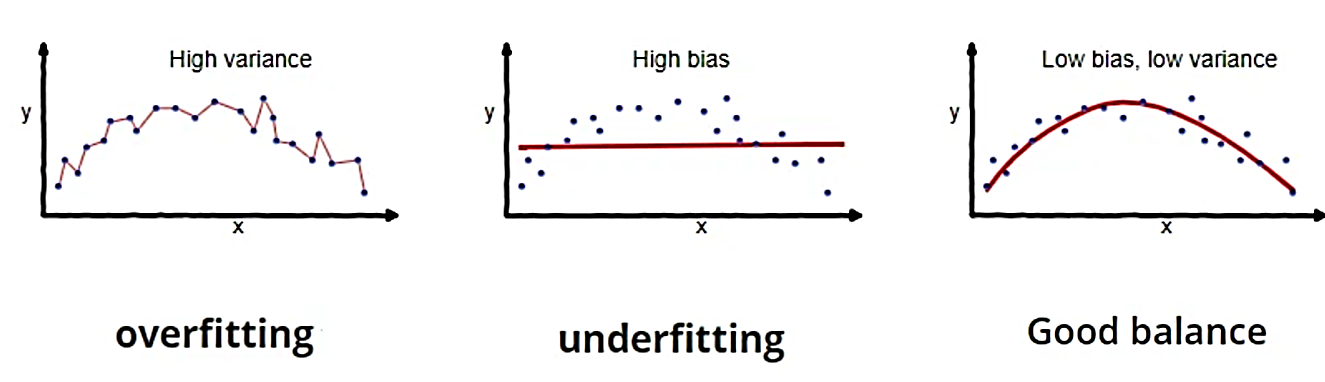 High variance
y
x
overfitting
High bias
y
x
underfitting
Low bias, low variance
y
x
Good balance